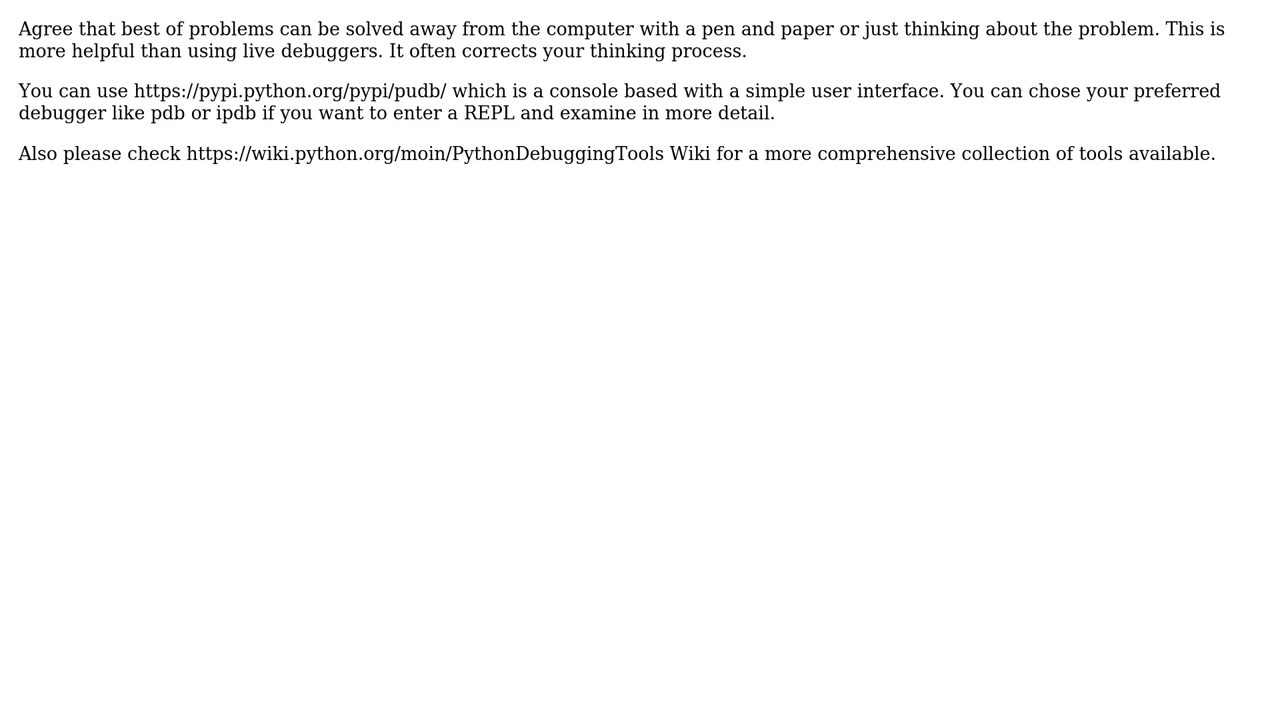 Agree that best of problems can be solved away from the computer with a pen and paper or just thinking about the problem. This is
more helpful than using live debuggers. It often corrects your thinking process.
You can use https://pypi.python.org/pypi/pudb/ which is a console based with a simple user interface. You can chose your preferred
debugger like pdb or ipdb if you want to enter a REPL and examine in more detail.
Also please check https://wiki.python.org/moin/PythonDebuggingTools Wiki for a more comprehensive collection of tools available.